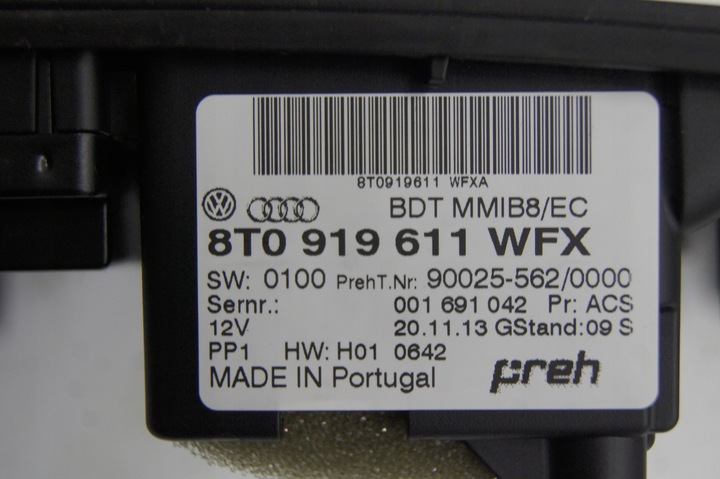 8T0919611 WFXA
BDT MMIB8/EC
8T0 919 611 WFX
SW: 0100 PrehT.Nr: 90025-562/0000
Sernr.: 001 691 042 Pr: ACS
12V 20.11.13 GStand:09 S
PP1 HW: H01 0642
MADE IN Portugal preh